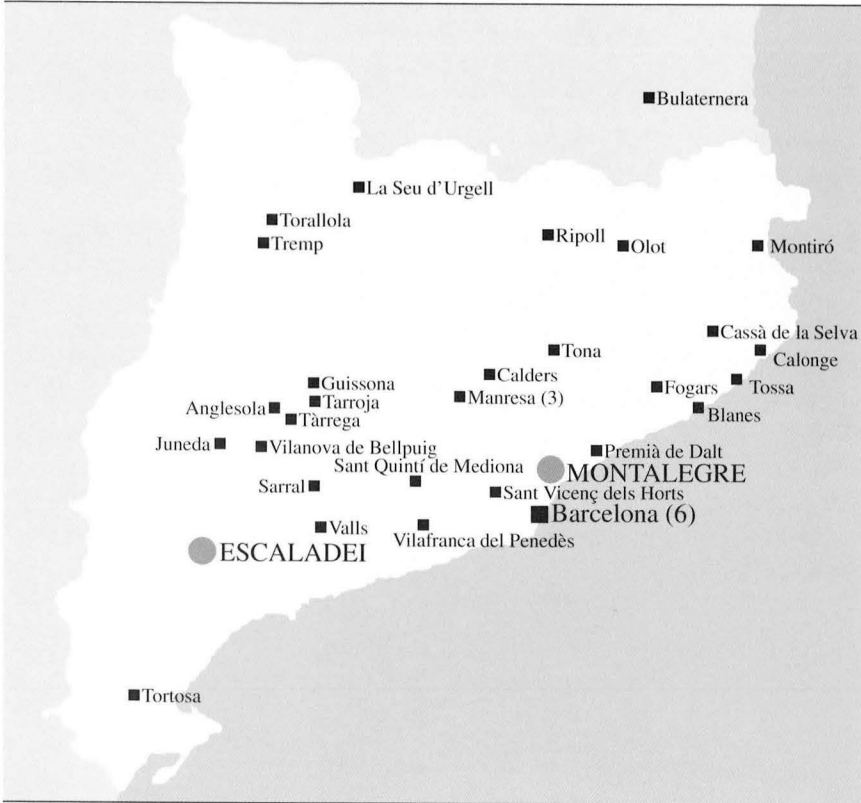 Bulaternera
La Seu d'Urgell
Torallola
Tremp
Ripoll
Olot
Montiró
Cassà de la Selva
Tona
Calonge
Calders
Guissona
Tossa
Fogars
Manresa (3)
Tarroja
Anglesola
Blanes
Tàrrega
Juneda
Vilanova de Bellpuig
Premià de Dalt
Sant Quintí de Mediona
MONTALEGRE
Sarral
Sant Vicenç dels Horts
Barcelona (6)
Valls
Vilafranca del Penedès
ESCALADEI
Tortosa